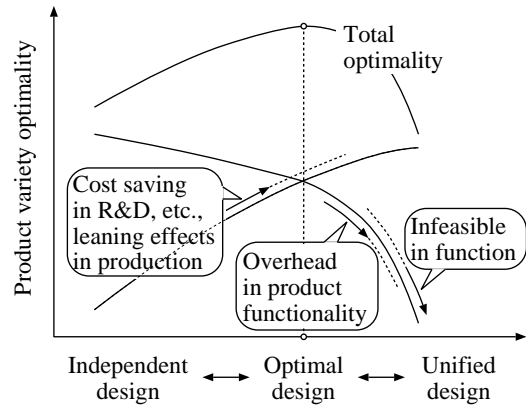 Product variety optimality
Total
optimality
Cost saving
in R&D, etc.,
leaning effects
in production
Overhead
in product
functionality
Infeasible
in function
Independent
design
Optimal
design
Unified
design